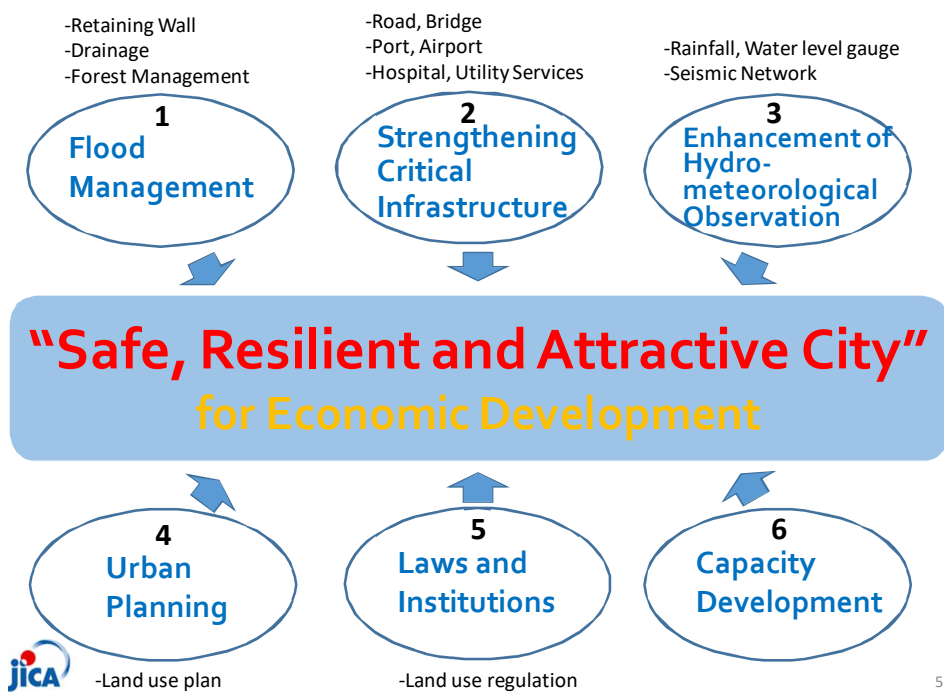 -Retaining Wall
-Drainage
-Forest Management
1
Flood
Management
-Road, Bridge
-Port, Airport
-Hospital, Utility Services
2
Strengthening
Critical
Infrastructure
-Rainfall, Water level gauge
-Seismic Network
3
Enhancement of
Hydro-
meteorological
Observation
“Safe, Resilient and Attractive City”
for Economic Development
4
Urban
Planning
-Land use plan
5
Laws and
Institutions
-Land use regulation
6
Capacity
Development
jICA
5